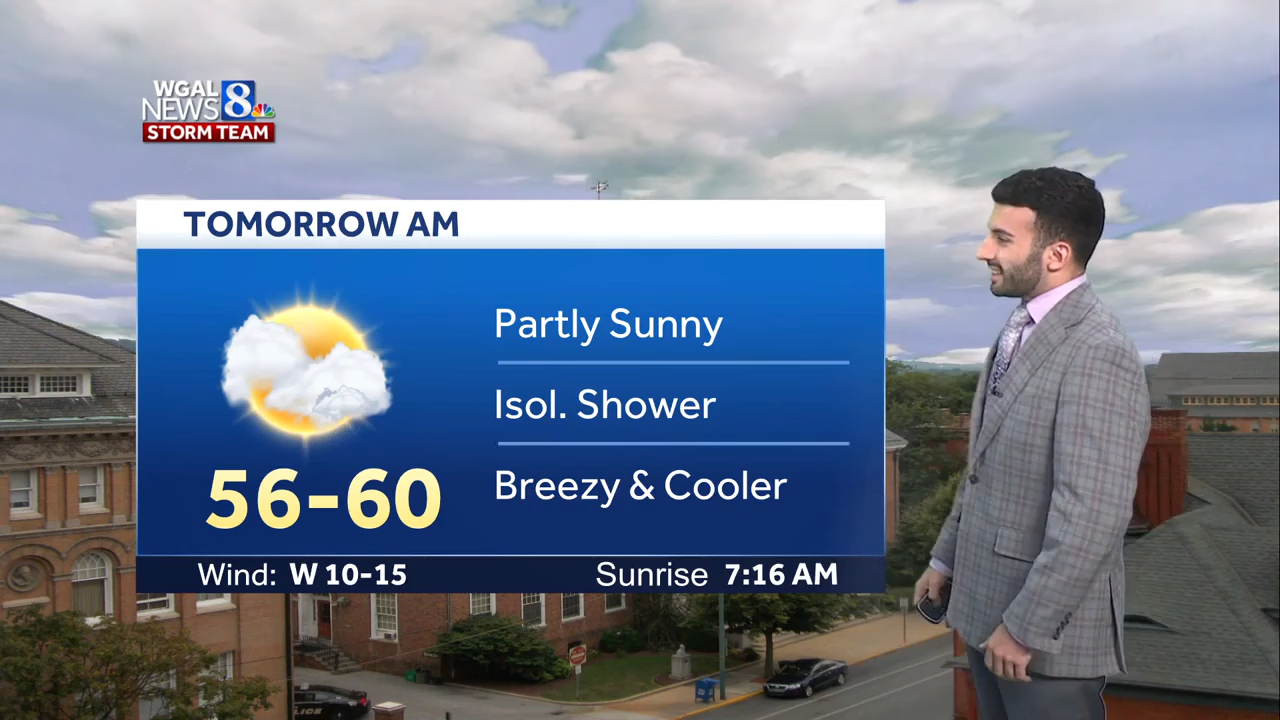 WGAL
NEWS 8
STORM TEAM
TOMORROW AM
Partly Sunny
Isol. Shower
56-60
Breezy & Cooler
Wind: W 10-15
Sunrise 7:16 AM
LICE